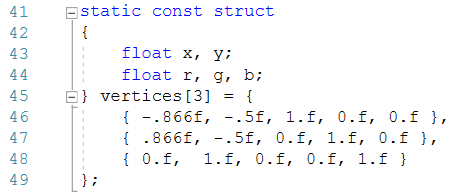 41 static const struct
42 {
43     float x, y;
44     float r, g, b;
45 } vertices[3] = {
46     { -.866f, -.5f, 1.f, 0.f, 0.f },
47     { .866f, -.5f, 0.f, 1.f, 0.f },
48     { 0.f,  1.f, 0.f, 0.f, 1.f }
49 };